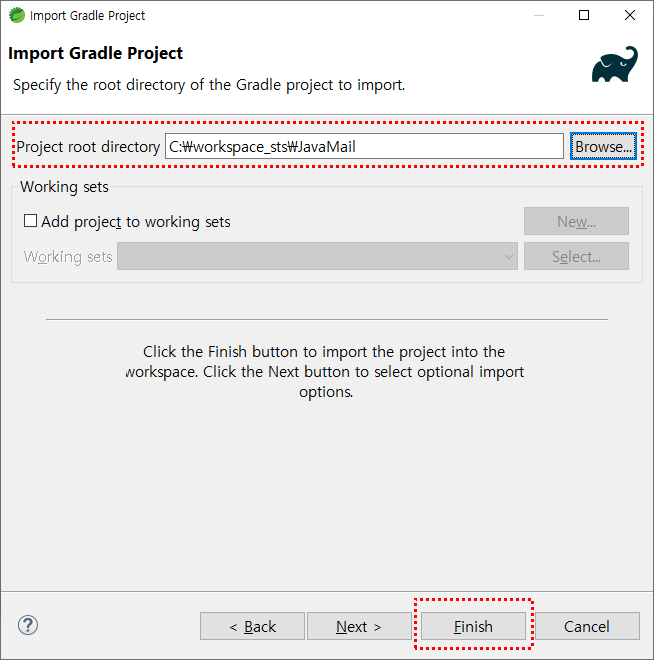 Import Gradle Project
Import Gradle Project
Specify the root directory of the Gradle project to import.
Project root directory C:₩workspace_sts₩JavaMail Browse...
Working sets
Add project to working sets New...
Working sets Select...
Click the Finish button to import the project into the
workspace. Click the Next button to select optional import
options.
? < Back Next > Finish Cancel